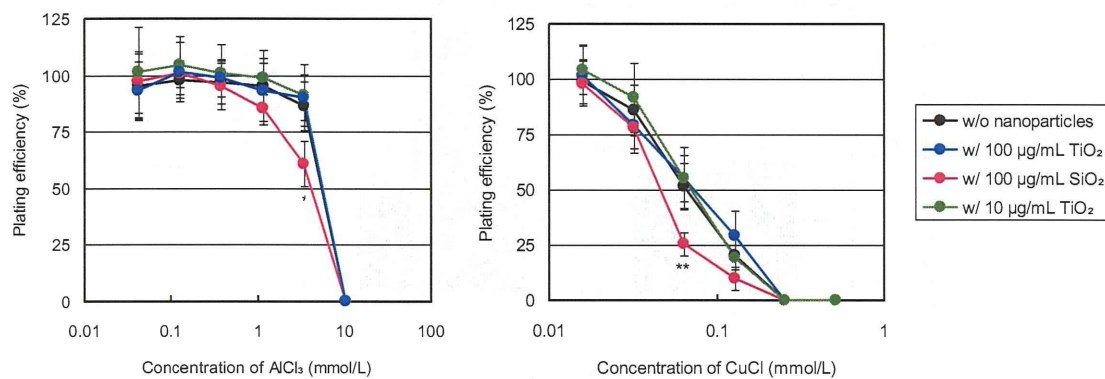 125
100
75
50
25
0
Plating efficiency (%)
*
0.01 0.1 1 10 100
Concentration of AlCl₃ (mmol/L)
125
100
75
50
25
0
Plating efficiency (%)
**
0.01 0.1 1
Concentration of CuCl (mmol/L)
w/o nanoparticles
w/ 100 µg/mL TiO₂
w/ 100 µg/mL SiO₂
w/ 10 µg/mL TiO₂